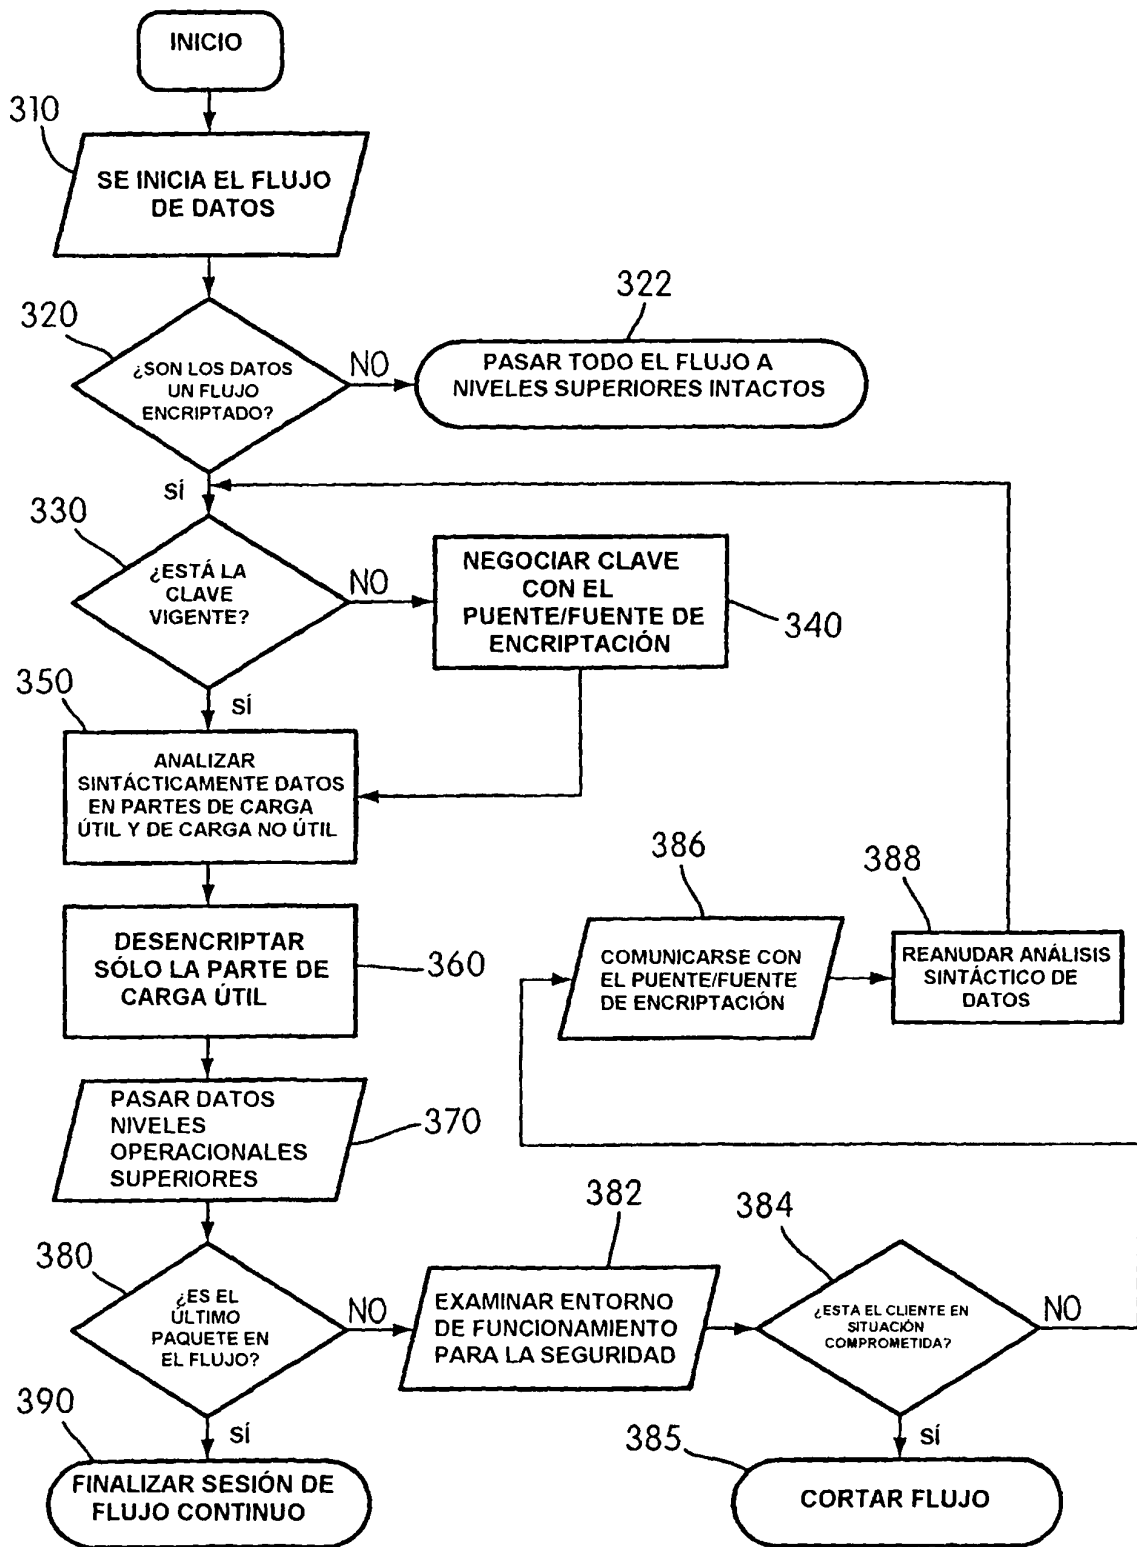 INICIO
310
SE INICIA EL FLUJO
DE DATOS
320
¿SON LOS DATOS
UN FLUJO
ENCRIPTADO?
NO
322
PASAR TODO EL FLUJO A
NIVELES SUPERIORES INTACTOS
SÍ
330
¿ESTÁ LA
CLAVE
VIGENTE?
NO
NEGOCIAR CLAVE
CON EL
PUENTE/FUENTE DE
ENCRIPTACIÓN
340
SÍ
350
ANALIZAR
SINTÁCTICAMENTE DATOS
EN PARTES DE CARGA
ÚTIL Y DE CARGA NO ÚTIL
DESENCRIPTAR
SÓLO LA PARTE DE
CARGA ÚTIL
360
386
COMUNICARSE CON
EL PUENTE/FUENTE
DE ENCRIPTACIÓN
388
REANUDAR ANÁLISIS
SINTÁCTICO DE
DATOS
PASAR DATOS
NIVELES
OPERACIONALES
SUPERIORES
370
380
¿ES EL
ÚLTIMO
PAQUETE EN
EL FLUJO?
NO
382
EXAMINAR ENTORNO
DE FUNCIONAMIENTO
PARA LA SEGURIDAD
384
¿ESTA EL CLIENTE EN
SITUACIÓN
COMPROMETIDA?
NO
SÍ
390
FINALIZAR SESIÓN DE
FLUJO CONTINUO
SÍ
385
CORTAR FLUJO